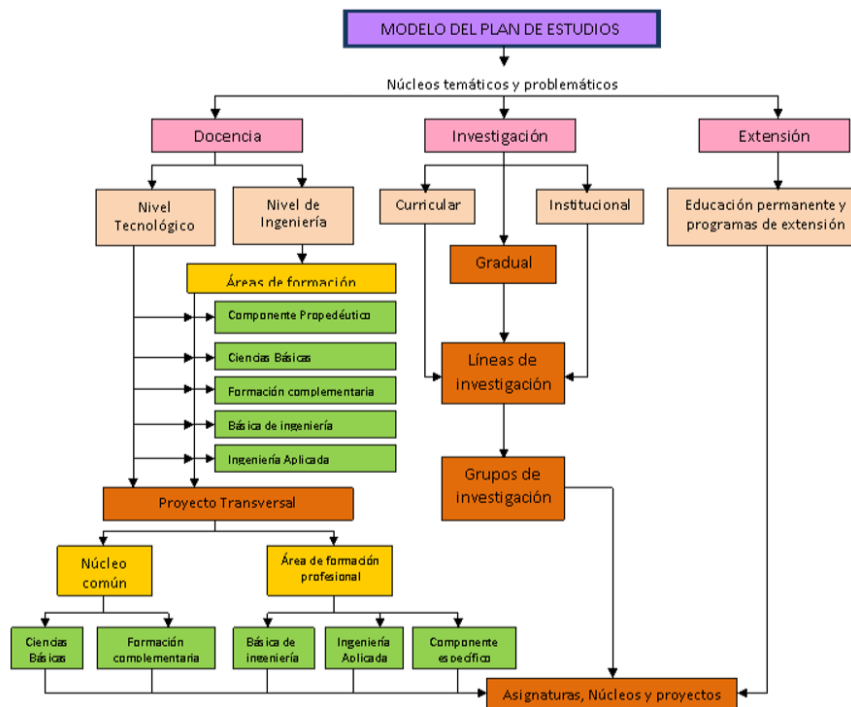 MODELO DEL PLAN DE ESTUDIOS
Núcleos temáticos y problemáticos
Docencia
Investigación
Extensión
Nivel
Tecnológico
Nivel de
Ingeniería
Curricular
Institucional
Educación permanente y
programas de extensión
Gradual
Áreas de formación
Componente Propedéutico
Ciencias Básicas
Formación complementaria
Básica de ingeniería
Ingeniería Aplicada
Líneas de
investigación
Grupos de
investigación
Proyecto Transversal
Núcleo
común
Área de formación
profesional
Ciencias
Básicas
Formación
complementaria
Básica de
ingeniería
Ingeniería
Aplicada
Componente
específico
Asignaturas, Núcleos y proyectos